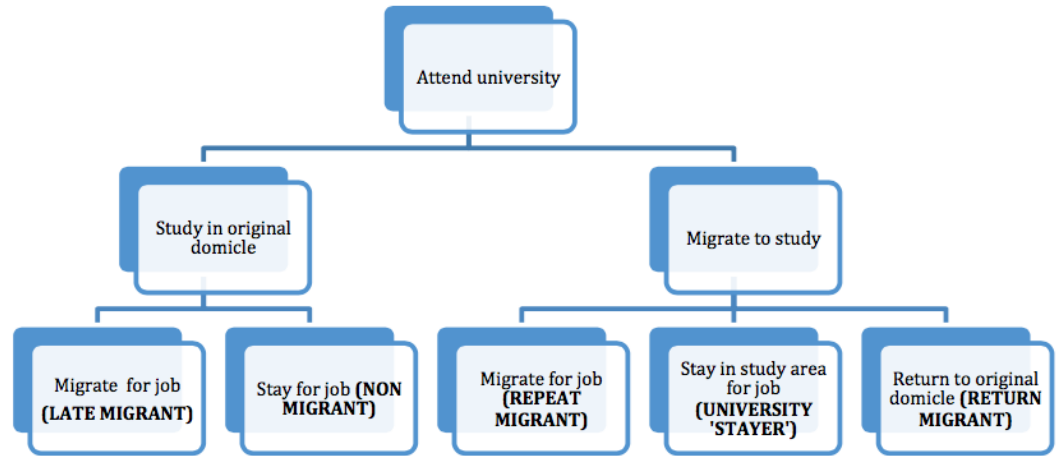 Attend university
Study in original
domicle
Migrate to study
Migrate for job
(LATE MIGRANT)
Stay for job (NON
MIGRANT)
Migrate for job
(REPEAT
MIGRANT)
Stay in study area
for job
(UNIVERSITY
'STAYER')
Return to original
domicle (RETURN
MIGRANT)